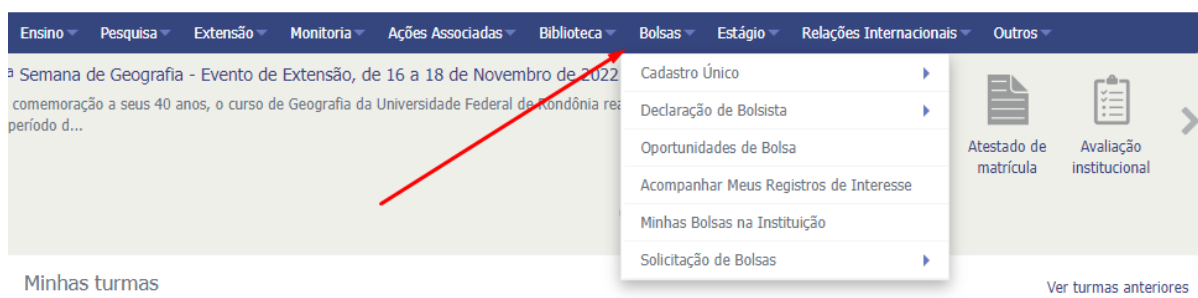 Ensino Pesquisa Extensão Monitoria Ações Associadas Biblioteca Bolsas Estágio Relações Internacionais Outros
ª Semana de Geografia - Evento de Extensão, de 16 a 18 de Novembro de 2022
comemoração a seus 40 anos, o curso de Geografia da Universidade Federal de Rondônia rea
período d...
Cadastro Único
Declaração de Bolsista
Oportunidades de Bolsa
Acompanhar Meus Registros de Interesse
Minhas Bolsas na Instituição
Solicitação de Bolsas
Atestado de
matrícula
Avaliação
institucional
Minhas turmas
Ver turmas anteriores